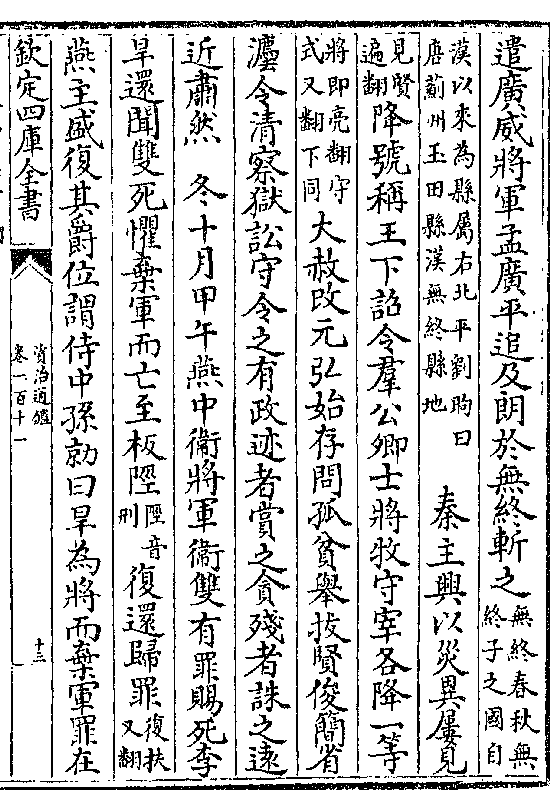 遣廣威將軍孟廣平追及朗於無終斬之無終春秋無終子之國自
漢以來為縣屬右北平劉昫曰唐薊州玉田縣漢無終縣地 秦主興以災異屢見
見賢遍翻降號稱王下詔令羣公卿士將牧守宰各降一等
將即亮翻守式又翻下同大赦改元弘始存問孤貧舉拔賢俊簡省
灋令清察獄訟守令之有政迹者賞之貪殘者誅之遠
近肅然 冬十月甲午燕中衞將軍衞雙有罪賜死李
旱還聞雙死懼棄軍而亡至板陘陘音刑復還歸罪復扶又翻
燕主盛復其爵位謂侍中孫勍曰旱為將而棄軍罪在
欽定四庫全書
資治通鑑
卷一百十一
十三